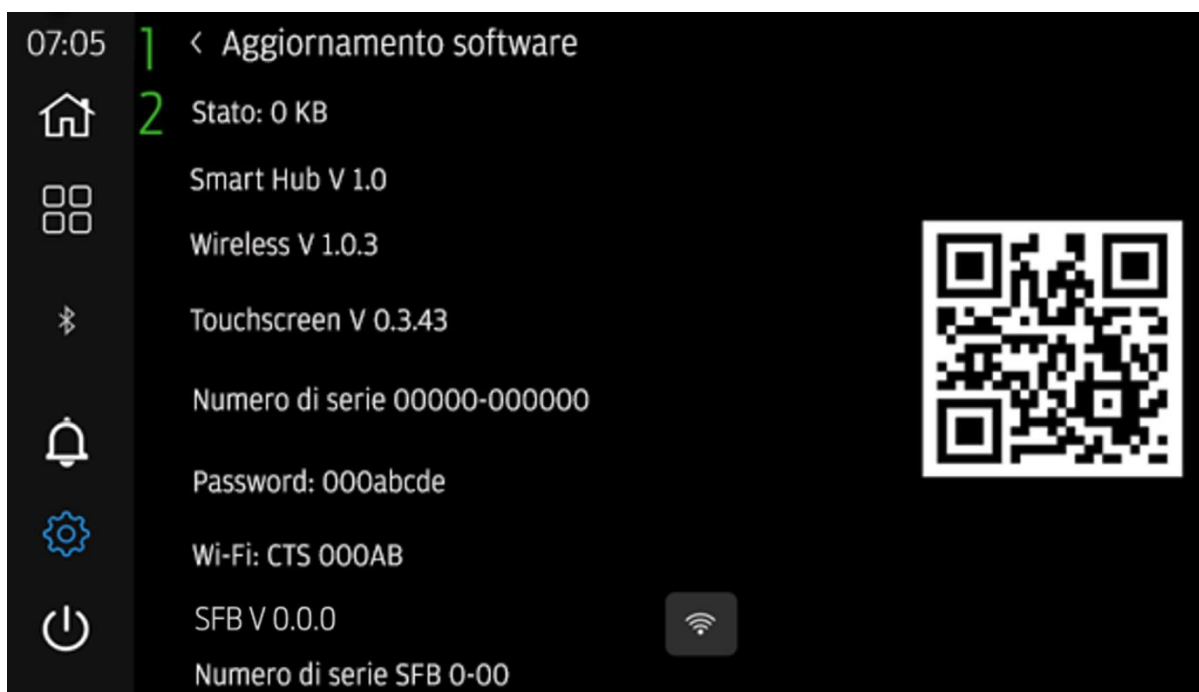 07:05
1 < Aggiornamento software
2 Stato: 0 KB
Smart Hub V 1.0
Wireless V 1.0.3
Touchscreen V 0.3.43
Numero di serie 00000-000000
Password: 000abcde
Wi-Fi: CTS 000AB
SFB V 0.0.0
Numero di serie SFB 0-00